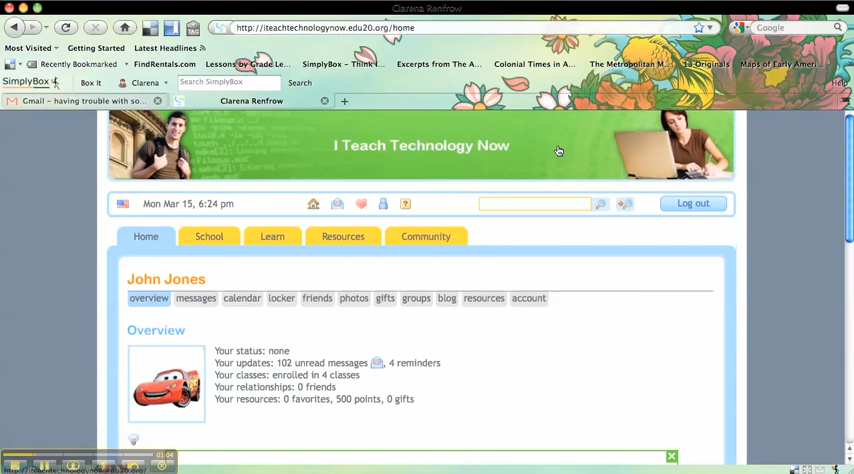 Clarena Renfrow
http://iteachtechnologynow.edu20.org/home
Google
Most Visited Getting Started Latest Headlines
Recently Bookmarked FindRentals.com Lessons by Grade Le... SimplyBox – Think I... Excerpts from The A... Colonial Times in A... The Metropolitan M... 13 Originals Maps of Early Amer...
SimplyBox Box It Clarena Search SimplyBox Search Help
Gmail – having trouble with so... Clarena Renfrow
I Teach Technology Now
Mon Mar 15, 6:24 pm Log out
Home School Learn Resources Community
John Jones
overview messages calendar locker friends photos gifts groups blog resources account
Overview
Your status: none
Your updates: 102 unread messages , 4 reminders
Your classes: enrolled in 4 classes
Your relationships: 0 friends
Your resources: 0 favorites, 500 points, 0 gifts
01:04
http://iteachtechnologynow.edu20.org/